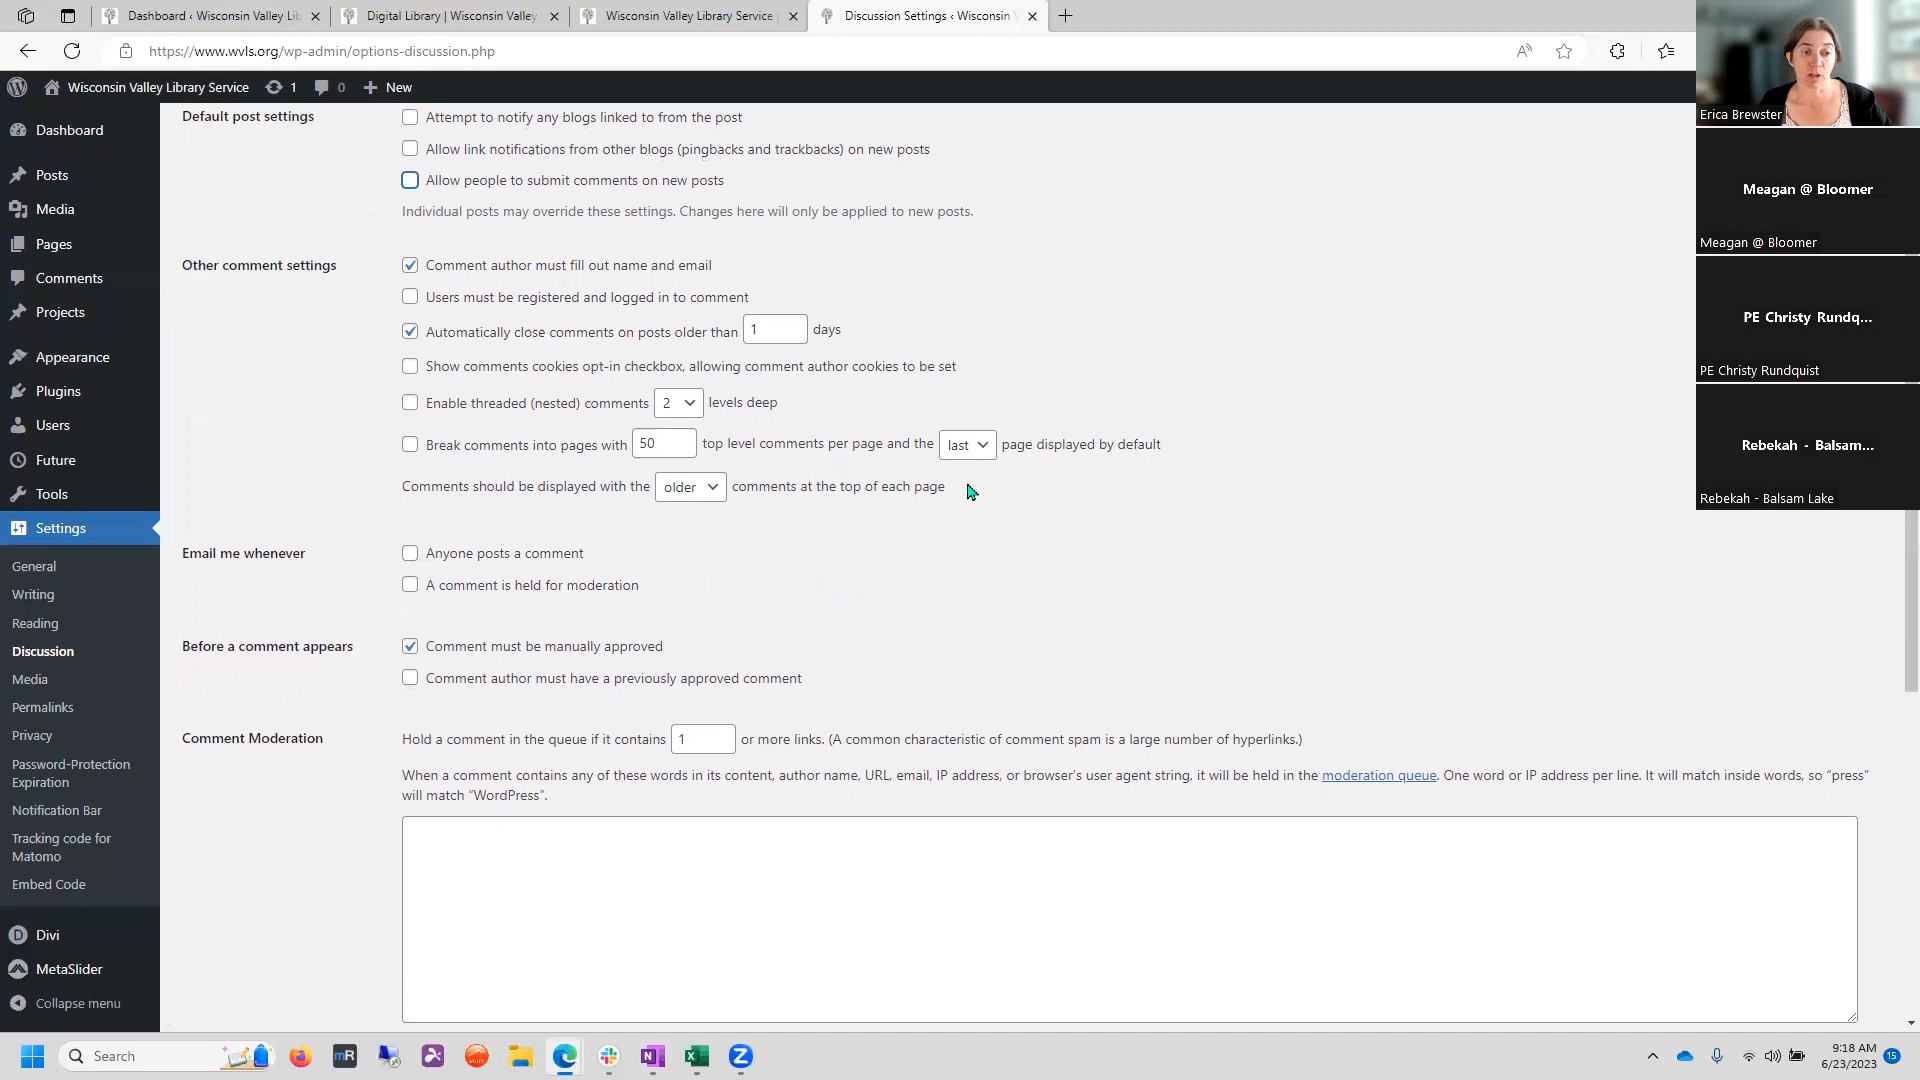 Dashboard ‹ Wisconsin Valley Lib
Digital Library | Wisconsin Valley
Wisconsin Valley Library Service |
Discussion Settings ‹ Wisconsin V
https://www.wvls.org/wp-admin/options-discussion.php
Wisconsin Valley Library Service
1
0
New
Dashboard
Posts
Media
Pages
Comments
Projects
Appearance
Plugins
Users
Future
Tools
Settings
General
Writing
Reading
Discussion
Media
Permalinks
Privacy
Password-Protection
Expiration
Notification Bar
Tracking code for
Matomo
Embed Code
Divi
MetaSlider
Collapse menu
Default post settings
Attempt to notify any blogs linked to from the post
Allow link notifications from other blogs (pingbacks and trackbacks) on new posts
Allow people to submit comments on new posts
Individual posts may override these settings. Changes here will only be applied to new posts.
Other comment settings
Comment author must fill out name and email
Users must be registered and logged in to comment
Automatically close comments on posts older than 1 days
Show comments cookies opt-in checkbox, allowing comment author cookies to be set
Enable threaded (nested) comments 2 levels deep
Break comments into pages with 50 top level comments per page and the last page displayed by default
Comments should be displayed with the older comments at the top of each page
Email me whenever
Anyone posts a comment
A comment is held for moderation
Before a comment appears
Comment must be manually approved
Comment author must have a previously approved comment
Comment Moderation
Hold a comment in the queue if it contains 1 or more links. (A common characteristic of comment spam is a large number of hyperlinks.)
When a comment contains any of these words in its content, author name, URL, email, IP address, or browser's user agent string, it will be held in the moderation queue. One word or IP address per line. It will match inside words, so “press”
will match “WordPress”.
Erica Brewster
Meagan @ Bloomer
Meagan @ Bloomer
PE Christy Rundq...
PE Christy Rundquist
Rebekah - Balsam...
Rebekah - Balsam Lake
Search
mR
9:18 AM
6/23/2023
15